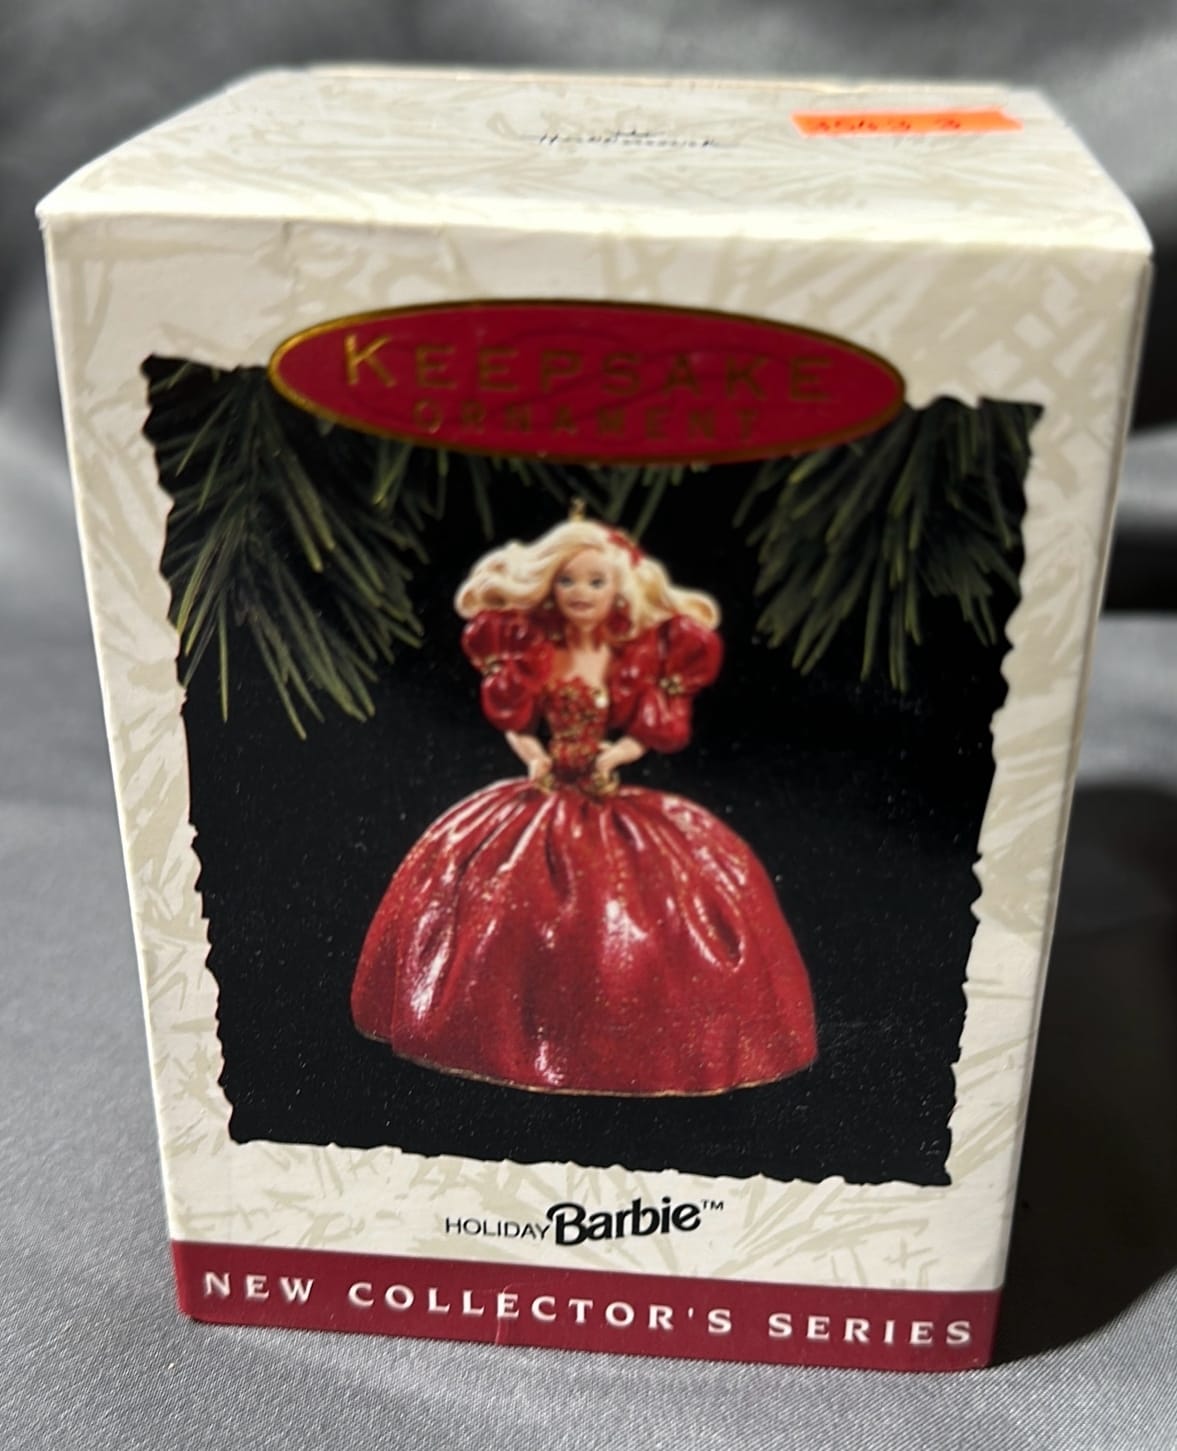 KEEPSAKE
ORNAMENT
HOLIDAY Barbie™
NEW COLLECTOR'S SERIES